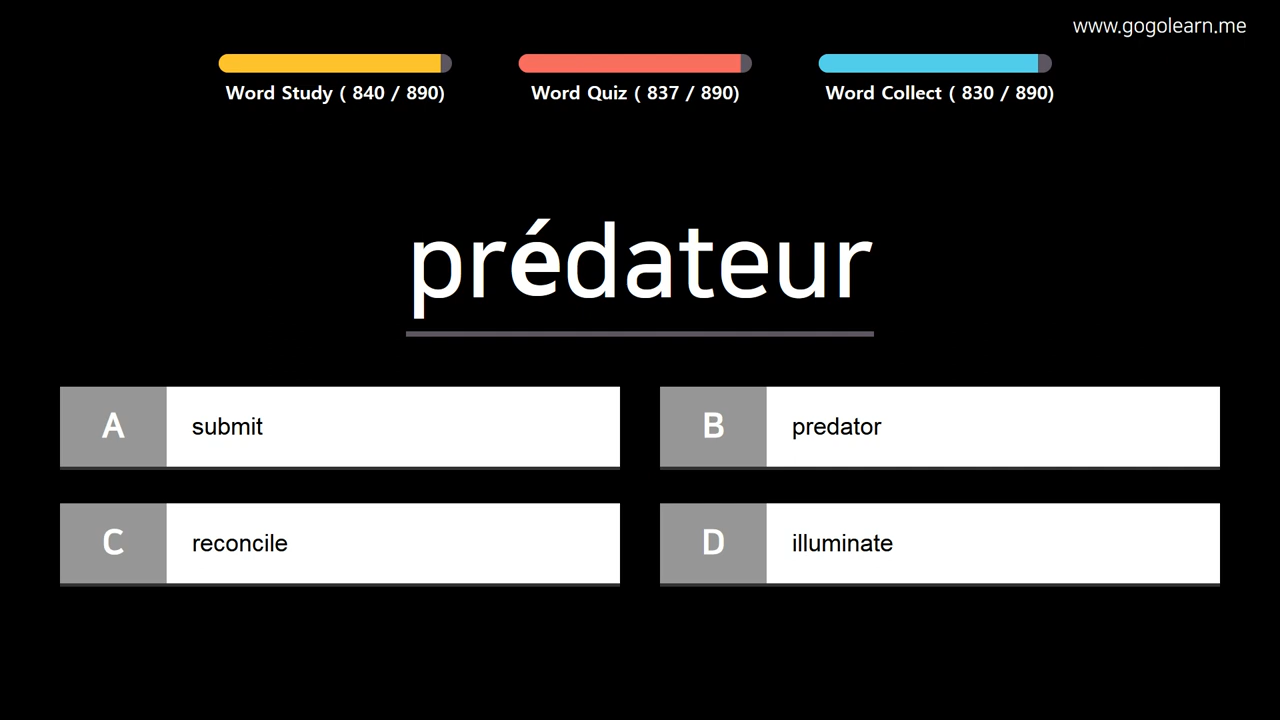 www.gogolearn.me
Word Study ( 840 / 890)
Word Quiz ( 837 / 890)
Word Collect ( 830 / 890)
prédateur
A submit
B predator
C reconcile
D illuminate